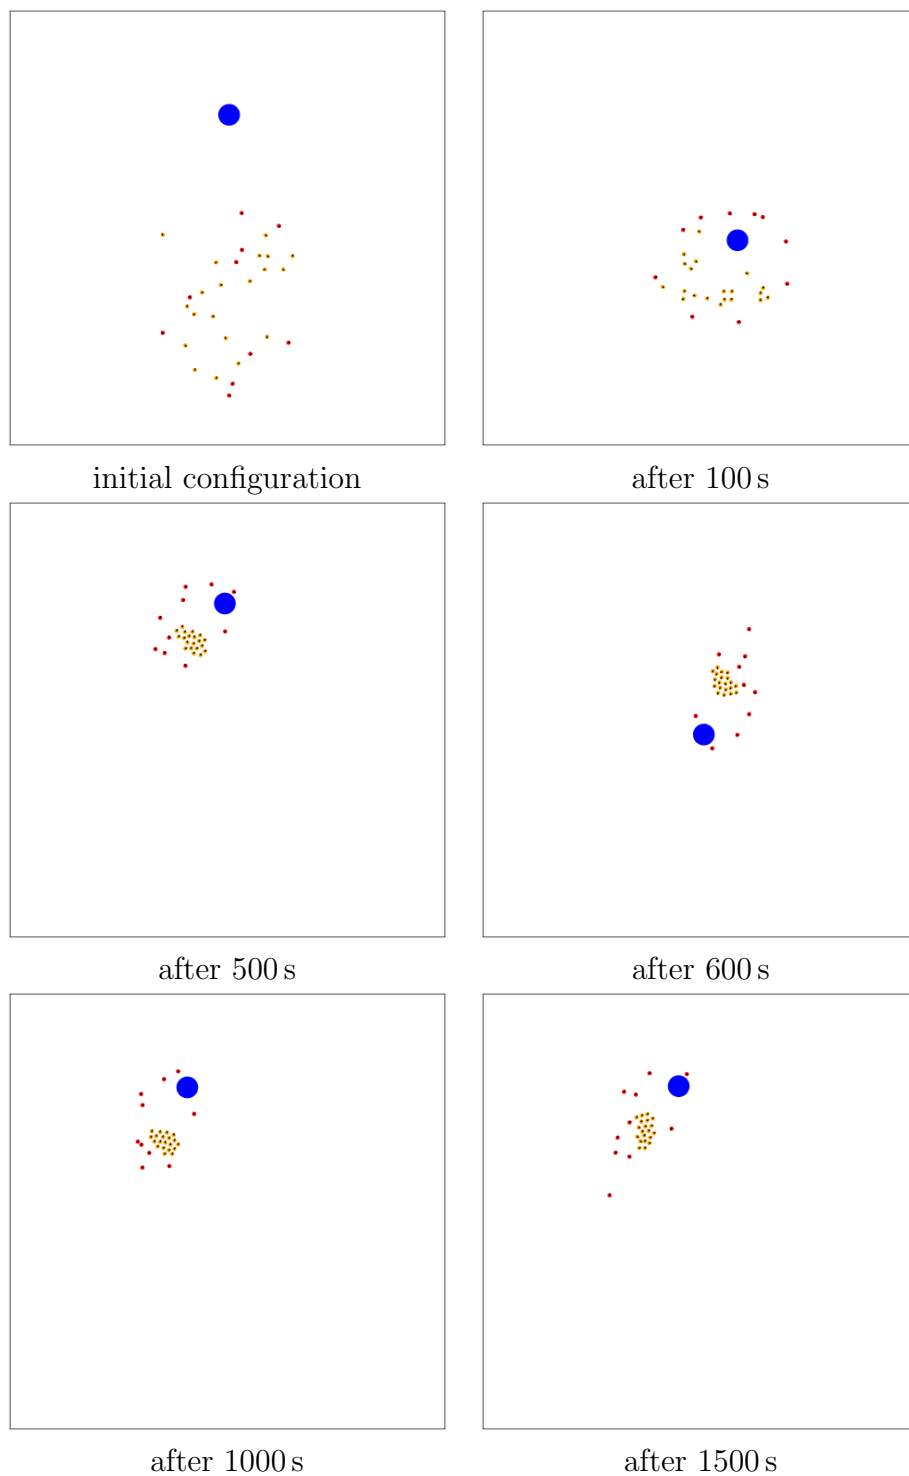 initial configuration
after 100 s
after 500 s
after 600 s
after 1000 s
after 1500 s